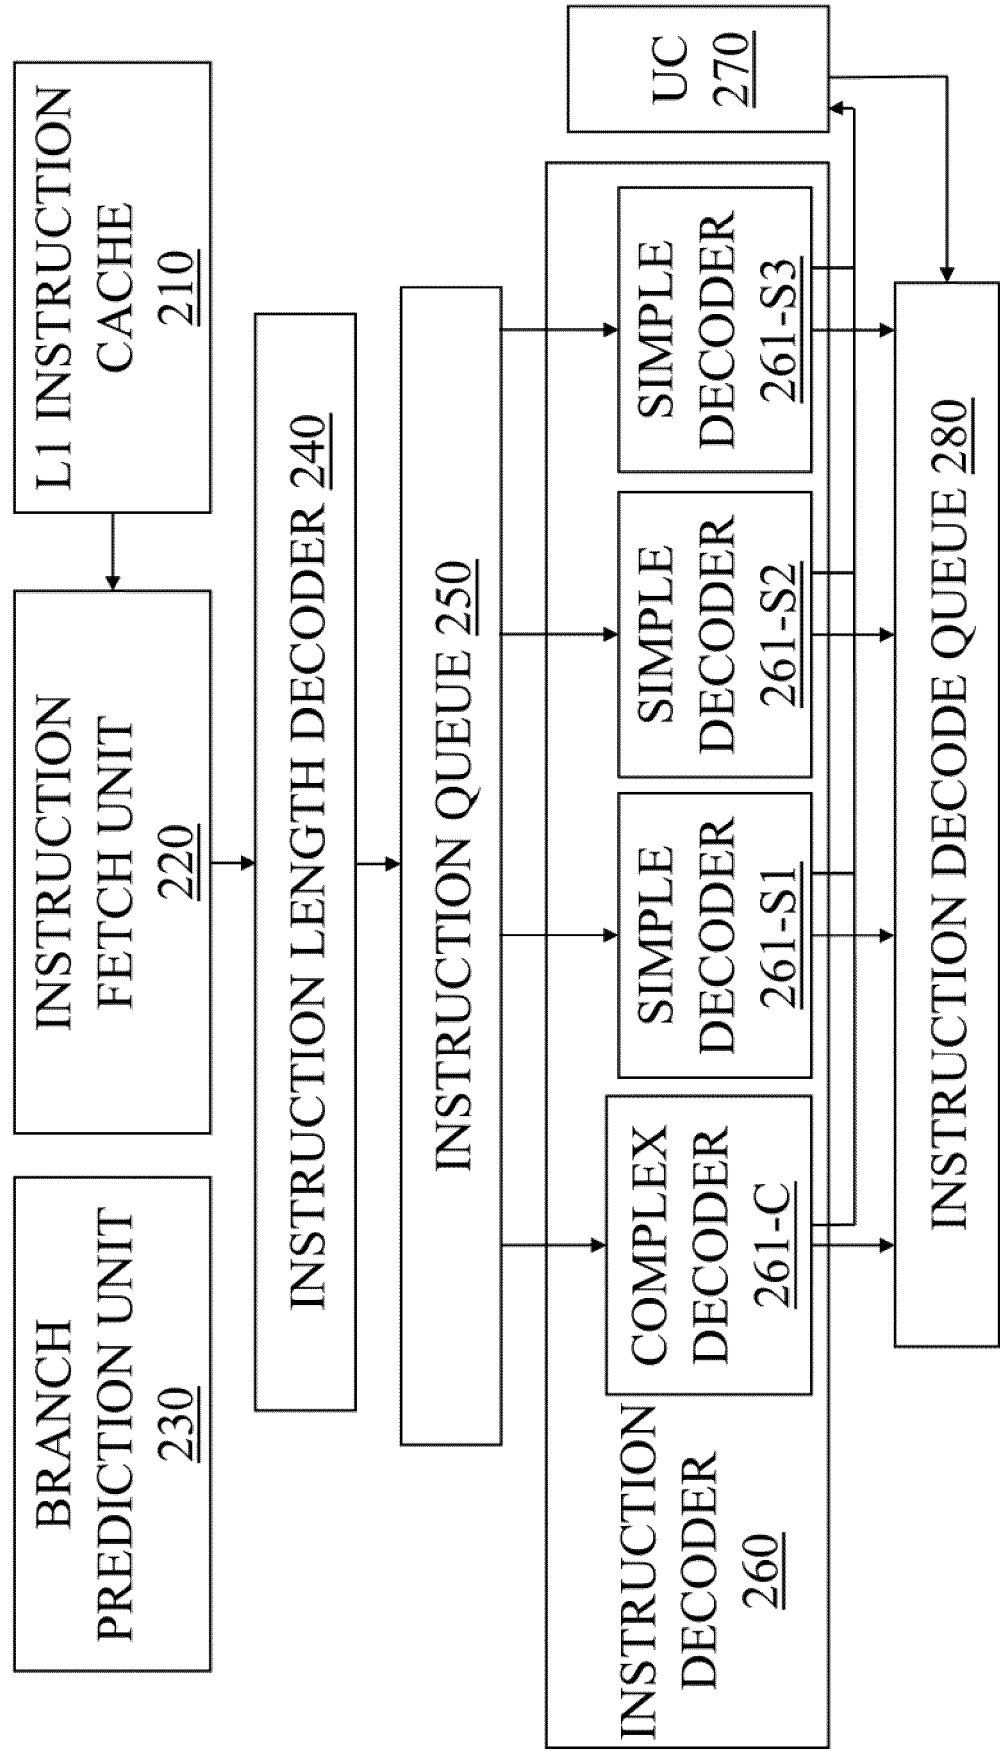 BRANCH
PREDICTION UNIT
230
INSTRUCTION
FETCH UNIT
220
L1 INSTRUCTION
CACHE
210
INSTRUCTION LENGTH DECODER 240
INSTRUCTION QUEUE 250
INSTRUCTION
DECODER
260
COMPLEX
DECODER
261-C
SIMPLE
DECODER
261-S1
SIMPLE
DECODER
261-S2
SIMPLE
DECODER
261-S3
UC
270
INSTRUCTION DECODE QUEUE 280